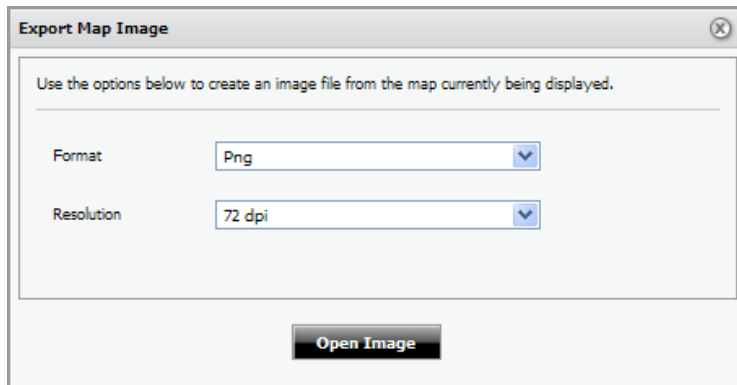 Export Map Image
Use the options below to create an image file from the map currently being displayed.
Format
Png
Resolution
72 dpi
Open Image